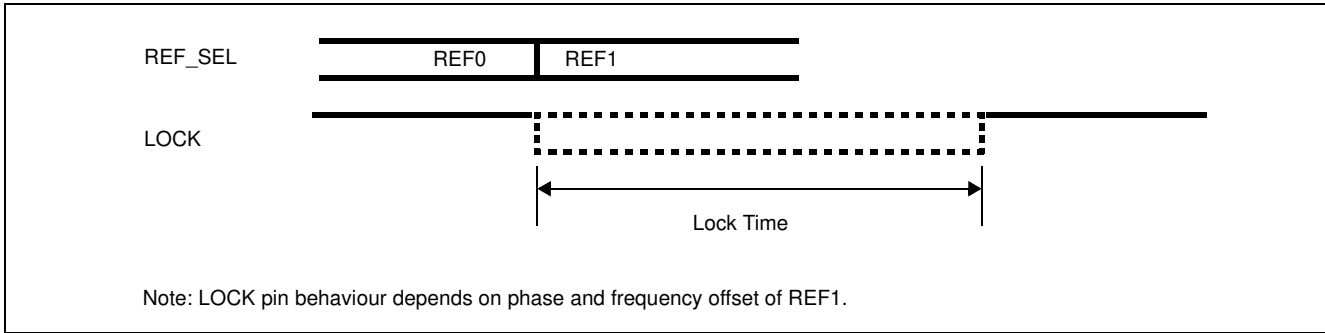 REF_SEL REF0 REF1
LOCK
Lock Time
Note: LOCK pin behaviour depends on phase and frequency offset of REF1.